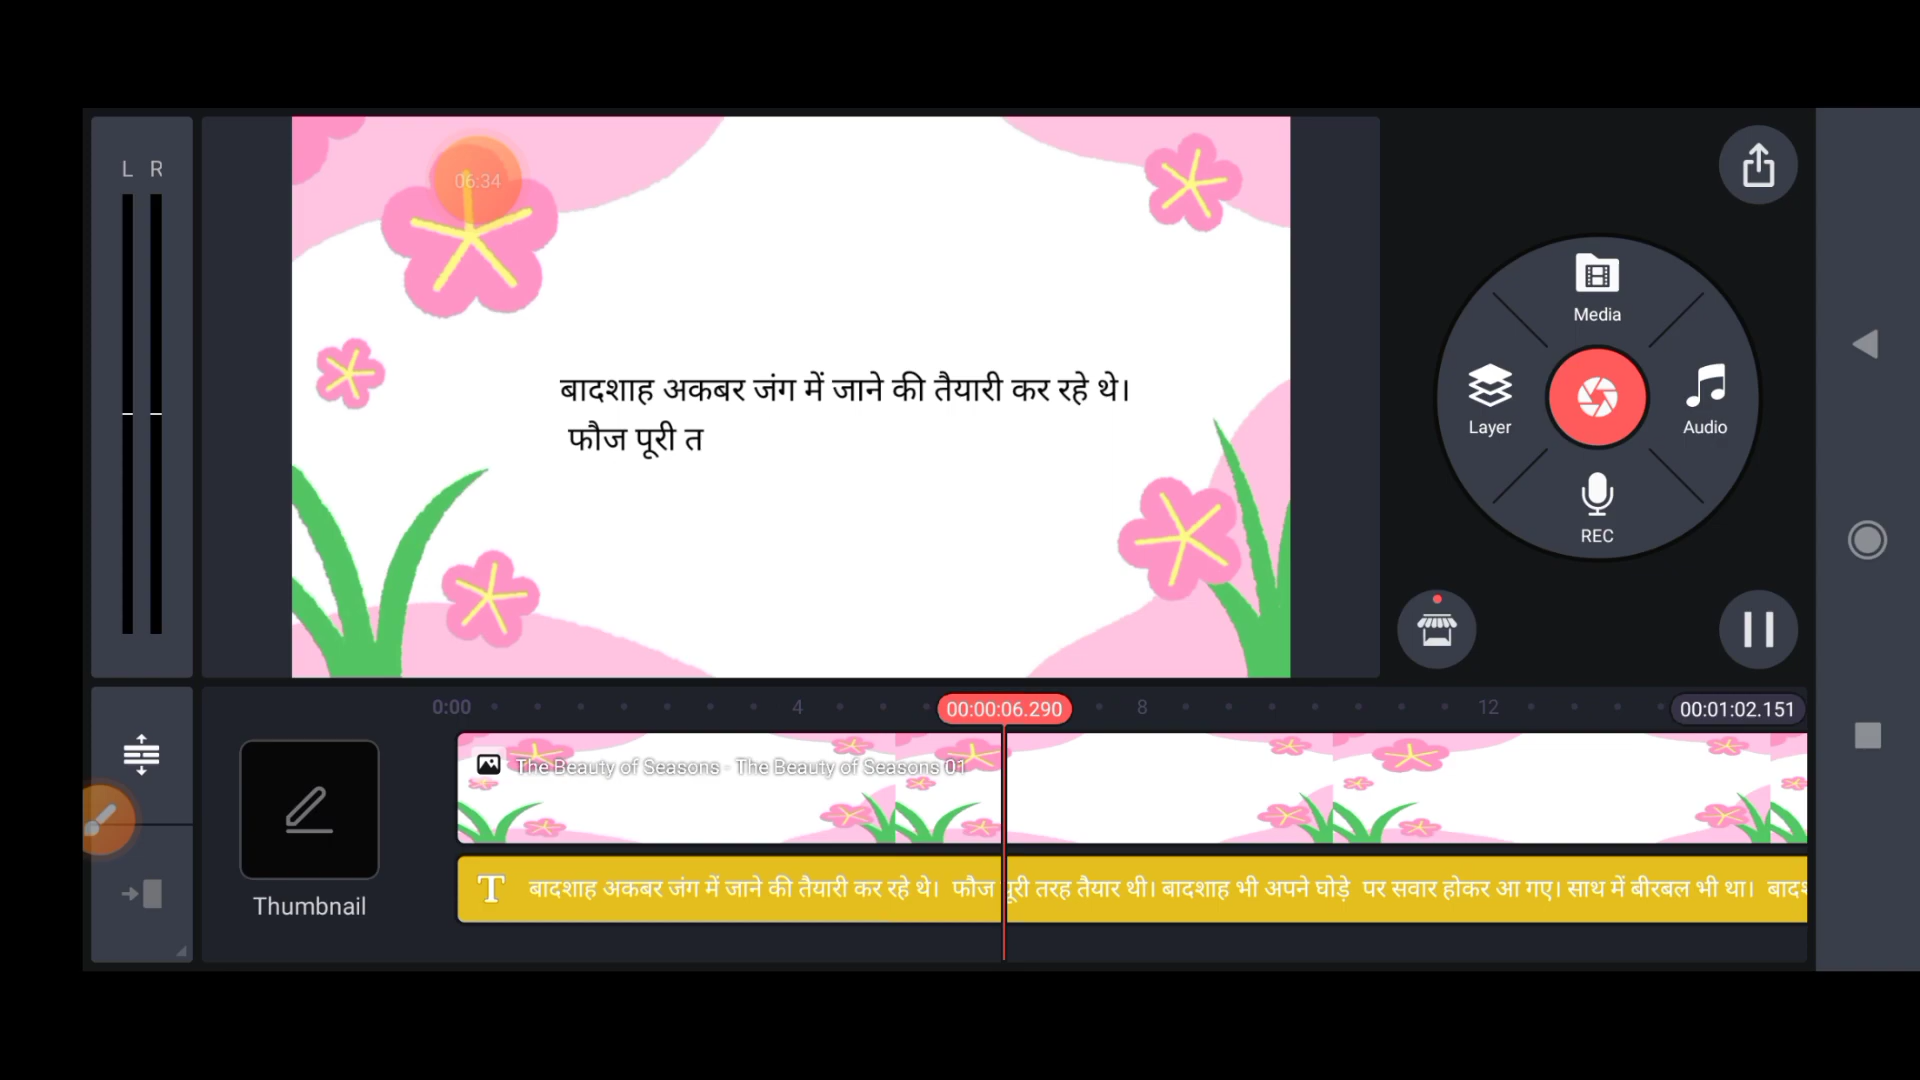 L R
06:34
बादशाह अकबर जंग में जाने की तैयारी कर रहे थे।
फौज पूरी त
Media
Layer
Audio
REC
0:00
4
00:00:06.290
8
12
00:01:02.151
The Beauty of Seasons - The Beauty of Seasons 01
Thumbnail
T बादशाह अकबर जंग में जाने की तैयारी कर रहे थे। फौज पूरी तरह तैयार थी। बादशाह भी अपने घोड़े पर सवार होकर आ गए। साथ में बीरबल भी था।